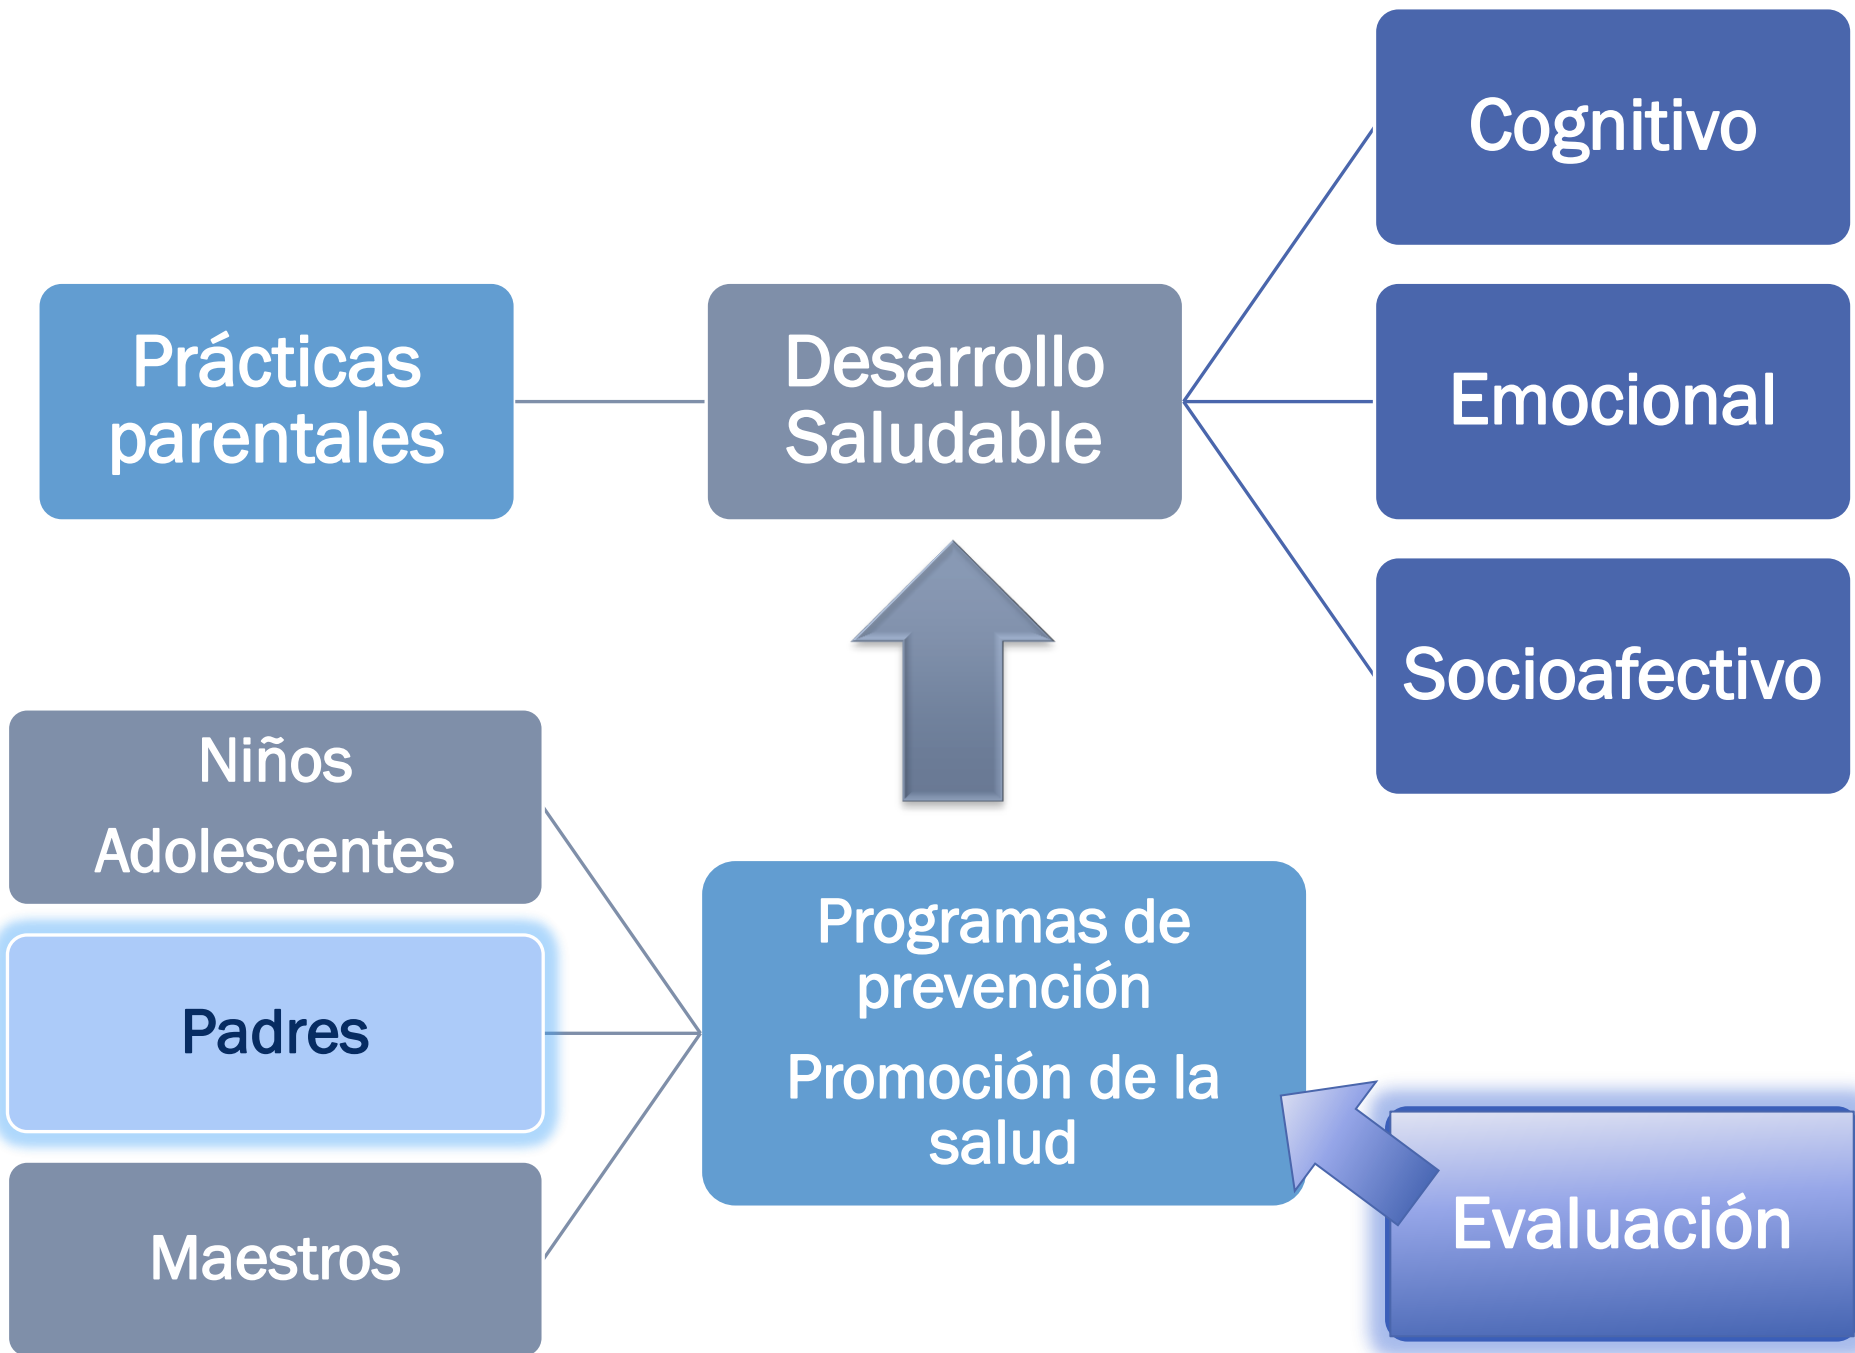 Prácticas
parentales
Desarrollo
Saludable
Cognitivo
Emocional
Socioafectivo
Niños
Adolescentes
Padres
Maestros
Programas de
prevención
Promoción de la
salud
Evaluación